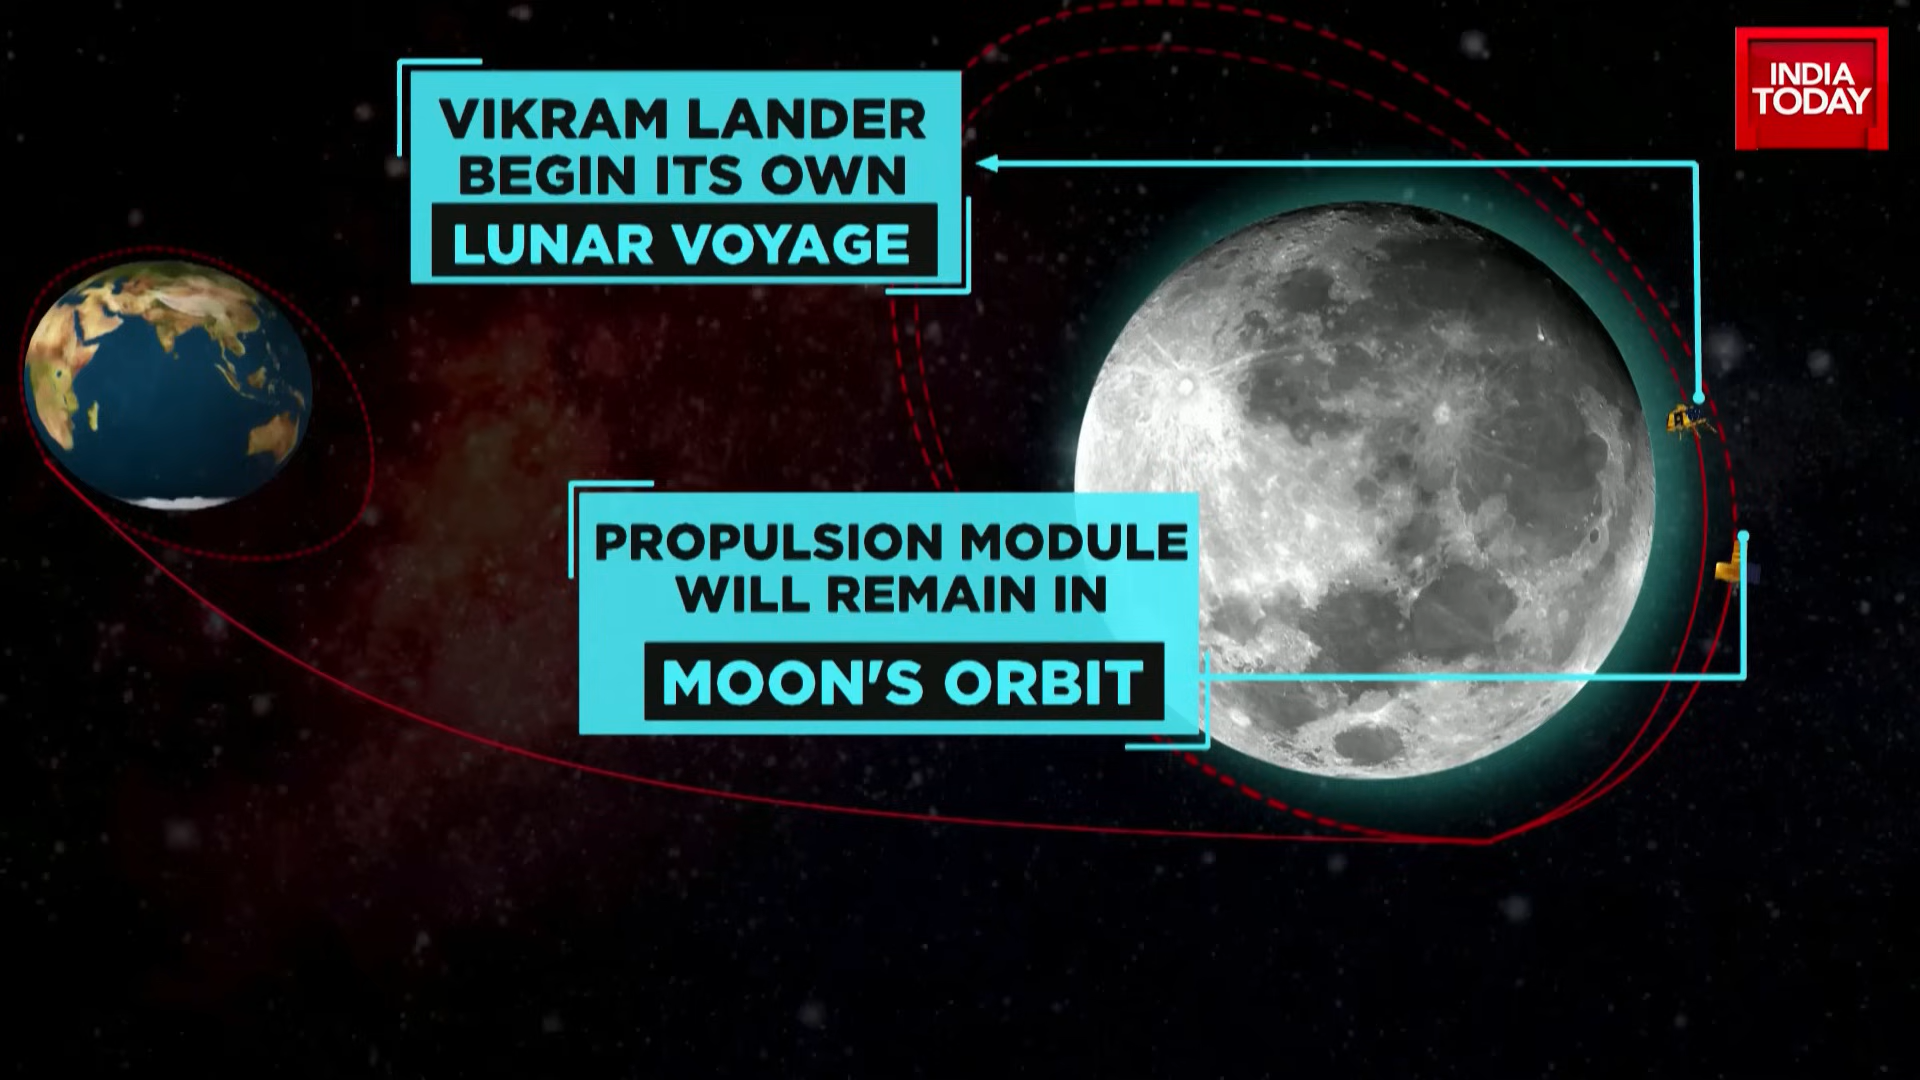 VIKRAM LANDER
BEGIN ITS OWN
LUNAR VOYAGE
INDIA
TODAY
PROPULSION MODULE
WILL REMAIN IN
MOON'S ORBIT